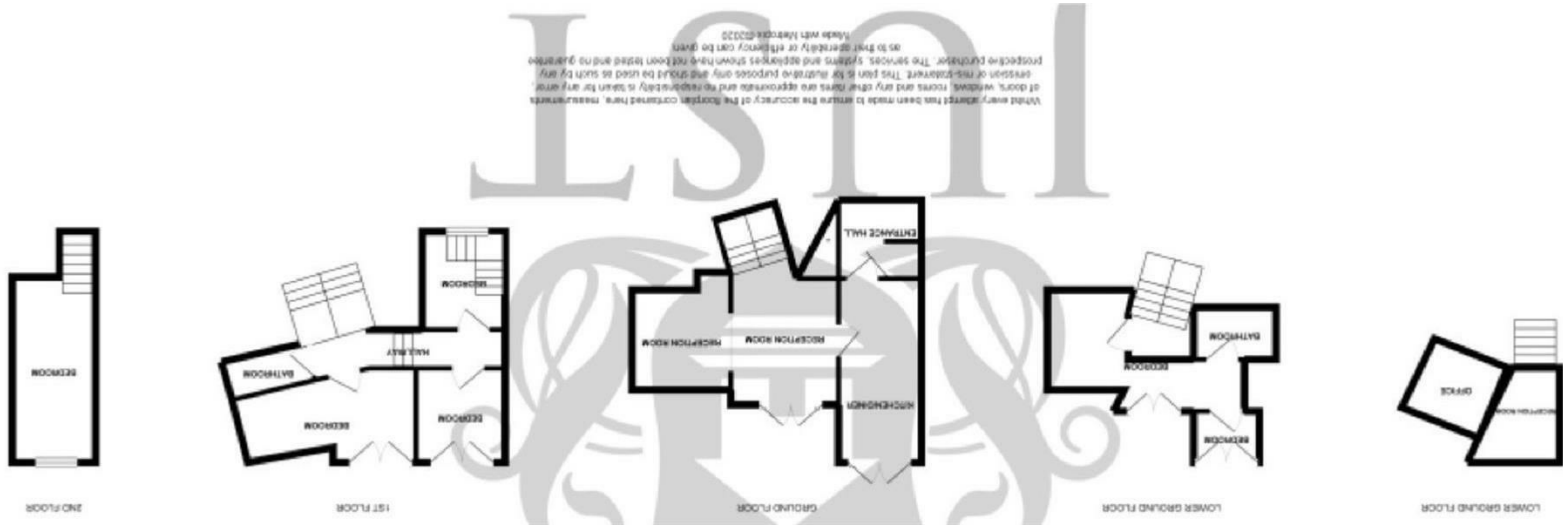 LOWER GROUND FLOOR
LOWER GROUND FLOOR
GROUND FLOOR
1ST FLOOR
2ND FLOOR
RECEPTION ROOM
OFFICE
BEDROOM
BEDROOM
BATHROOM
KITCHEN/DINER
RECEPTION ROOM
RECEPTION ROOM
ENTRANCE HALL
BEDROOM
BEDROOM
BATHROOM
HALLWAY
BEDROOM
BEDROOM
Whilst every attempt has been made to ensure the accuracy of the floorplan contained here, measurements
of doors, windows, rooms and any other items are approximate and no responsibility is taken for any error,
omission or mis-statement. This plan is for illustrative purposes only and should be used as such by any
prospective purchaser. The services, systems and appliances shown have not been tested and no guarantee
as to their operability or efficiency can be given.
Made with Metropix ©2020
JUST